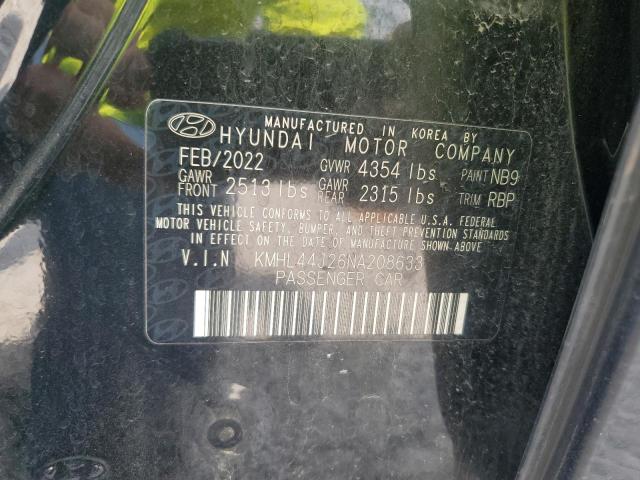 MANUFACTURED IN KOREA BY
HYUNDAI MOTOR COMPANY
FEB/2022 GVWR 4354 lbs PAINT NB9
GAWR FRONT 2513 lbs GAWR REAR 2315 lbs TRIM RBP
THIS VEHICLE CONFORMS TO ALL APPLICABLE U.S.A. FEDERAL
MOTOR VEHICLE SAFETY, BUMPER, AND THEFT PREVENTION STANDARDS
IN EFFECT ON THE DATE OF MANUFACTURE SHOWN ABOVE.
V.I.N KMHL44J26NA208633
PASSENGER CAR